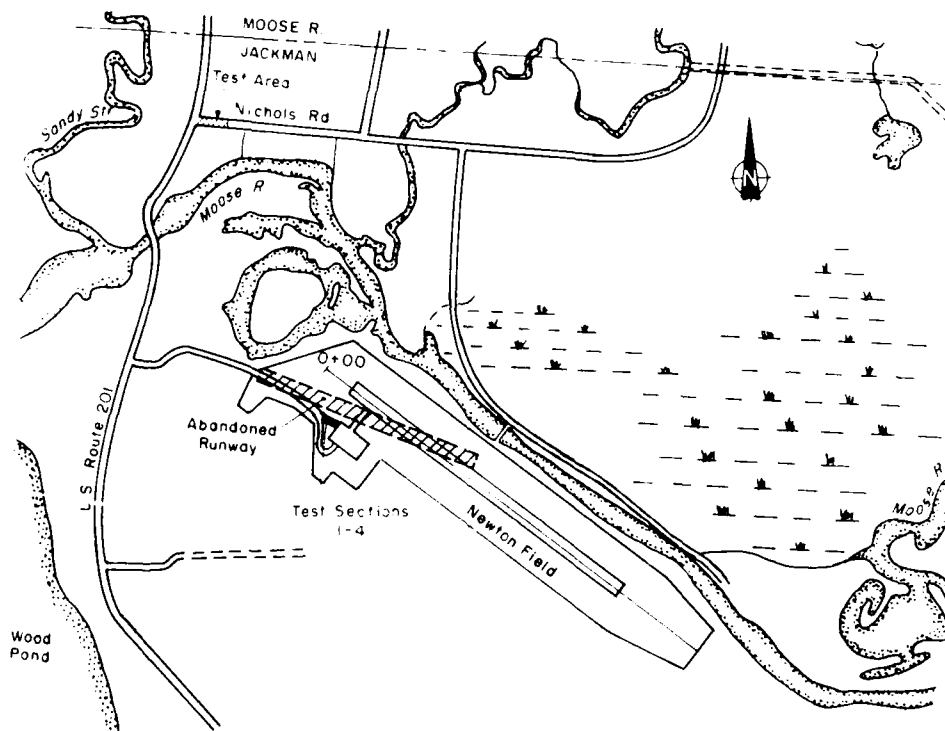 MOOSE R.
JACKMAN
Test Area
Nichols Rd
Sandy St
Moose R
N
0+00
Abandoned
Runway
U.S. Route 201
Test Sections
1-4
Newton Field
Moose R
Wood
Pond